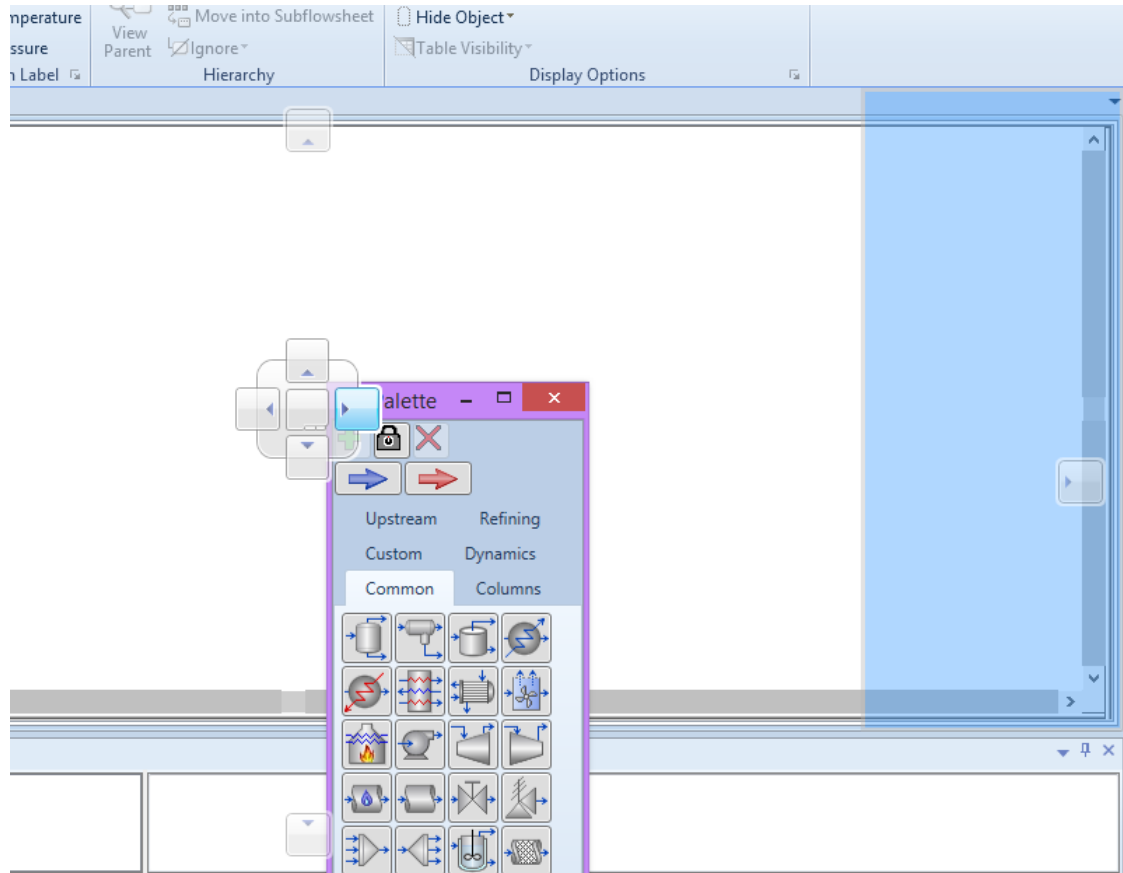 mperature
ssure
n Label
View
Parent
Move into Subflowsheet
Ignore
Hierarchy
Hide Object
Table Visibility
Display Options
alette
Upstream Refining
Custom Dynamics
Common Columns